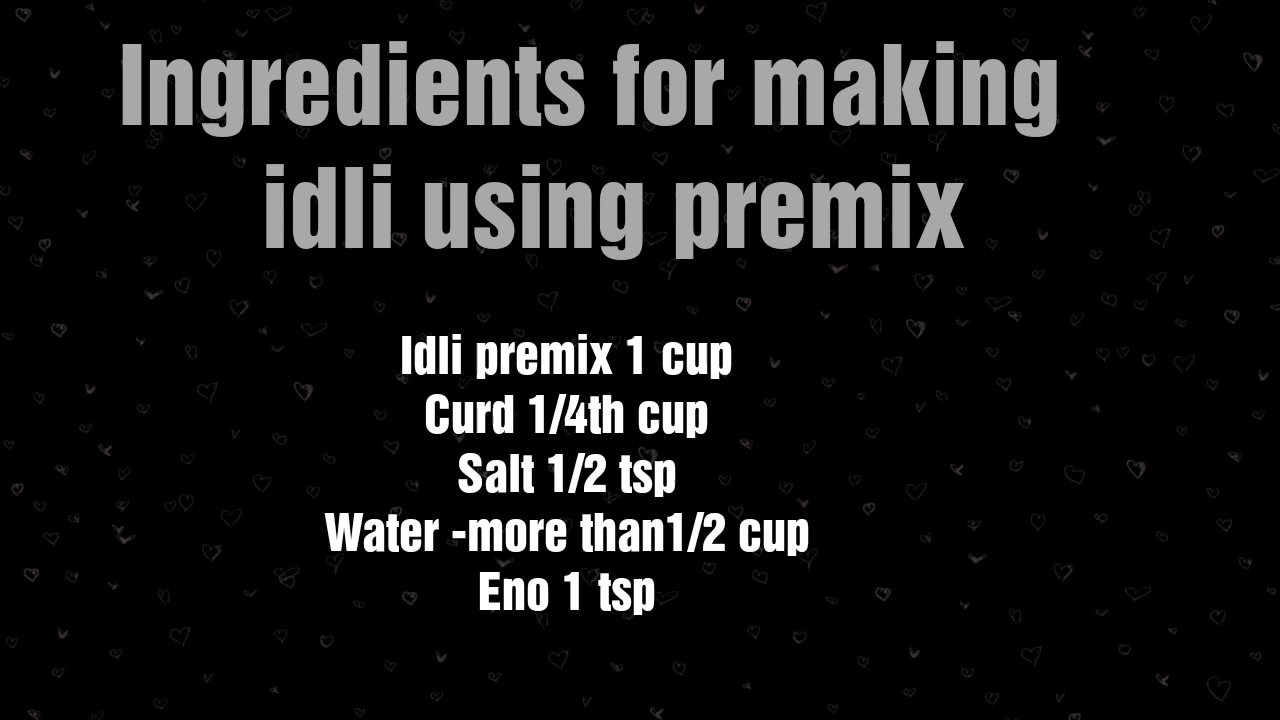 Ingredients for making
idli using premix
Idli premix 1 cup
Curd 1/4th cup
Salt 1/2 tsp
Water -more than1/2 cup
Eno 1 tsp